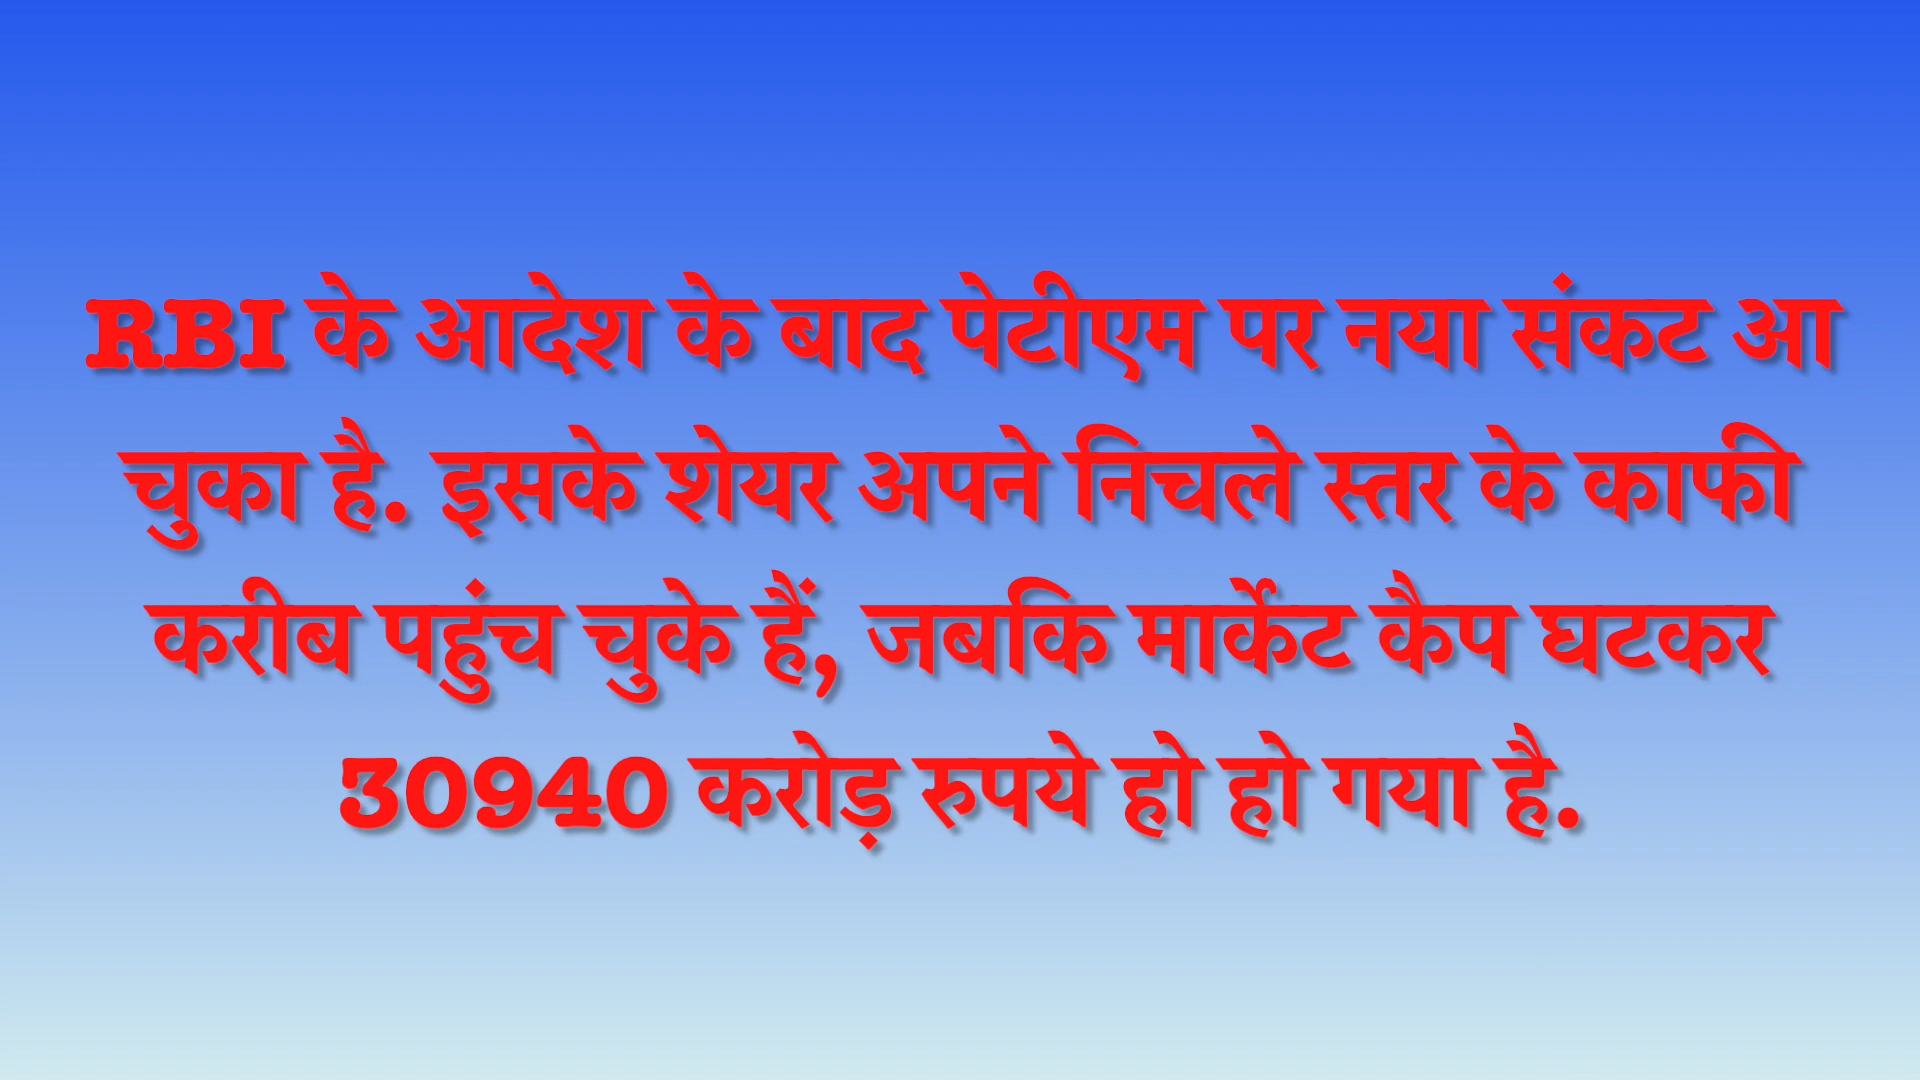 RBI के आदेश के बाद पेटीएम पर नया संकट आ
चुका है. इसके शेयर अपने निचले स्तर के काफी
करीब पहुंच चुके हैं, जबकि मार्केट कैप घटकर
30940 करोड़ रुपये हो हो गया है.